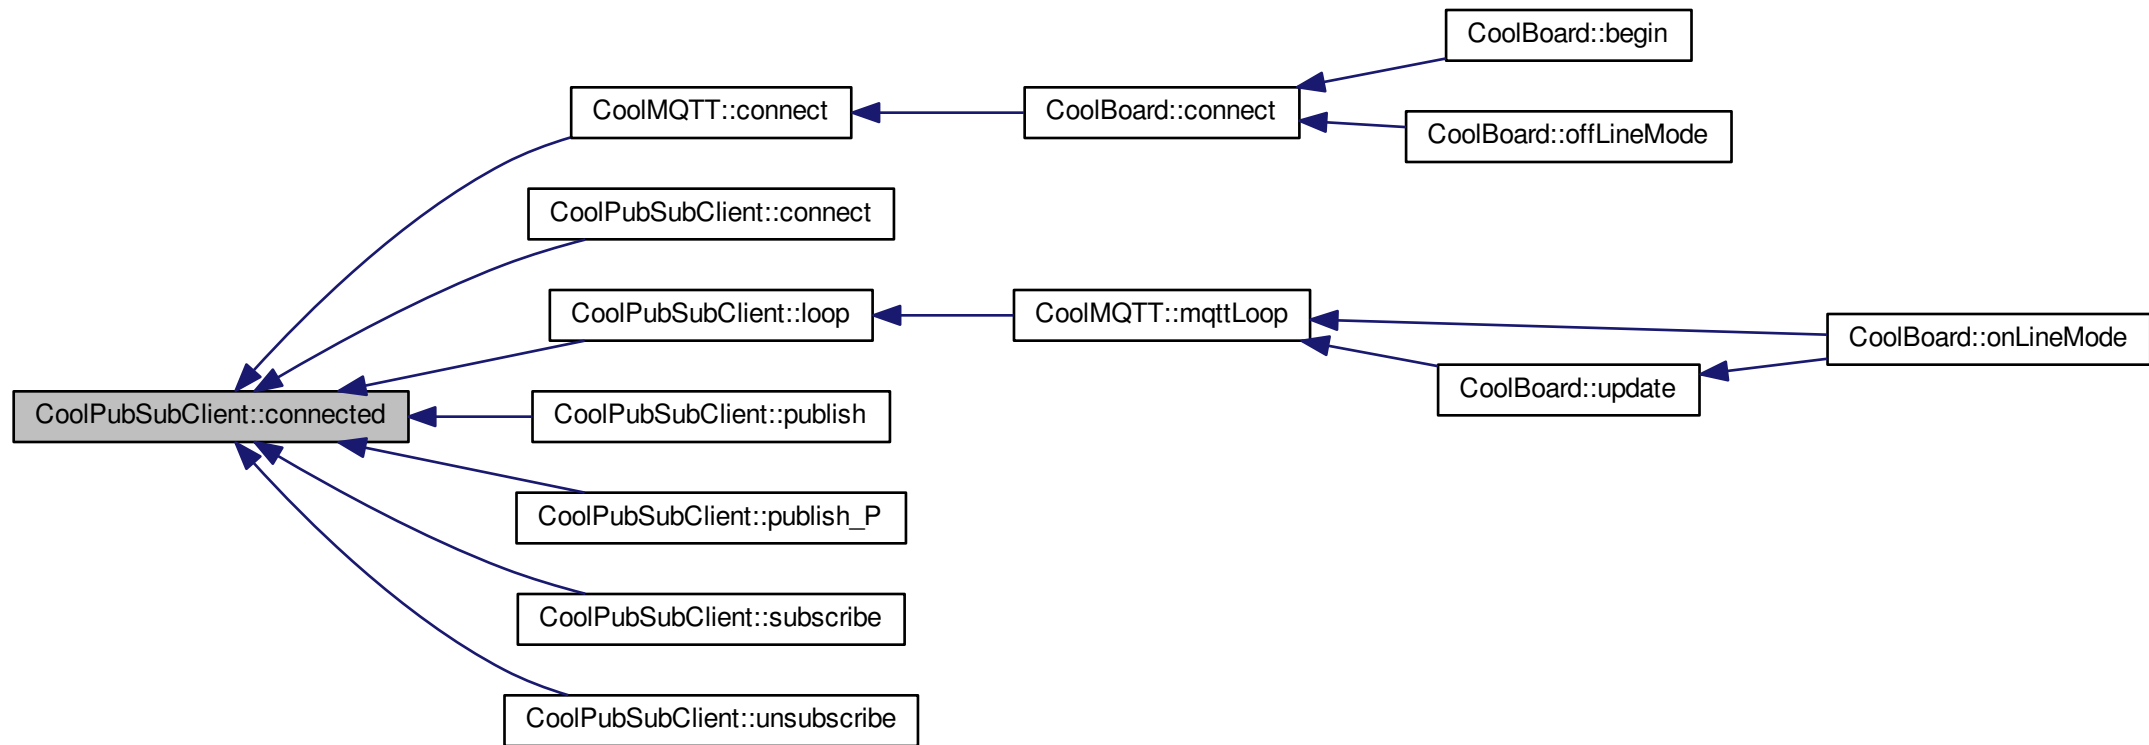 CoolBoard::begin
CoolMQTT::connect
CoolBoard::connect
CoolBoard::offLineMode
CoolPubSubClient::connect
CoolPubSubClient::loop
CoolMQTT::mqttLoop
CoolBoard::onLineMode
CoolBoard::update
CoolPubSubClient::connected
CoolPubSubClient::publish
CoolPubSubClient::publish_P
CoolPubSubClient::subscribe
CoolPubSubClient::unsubscribe